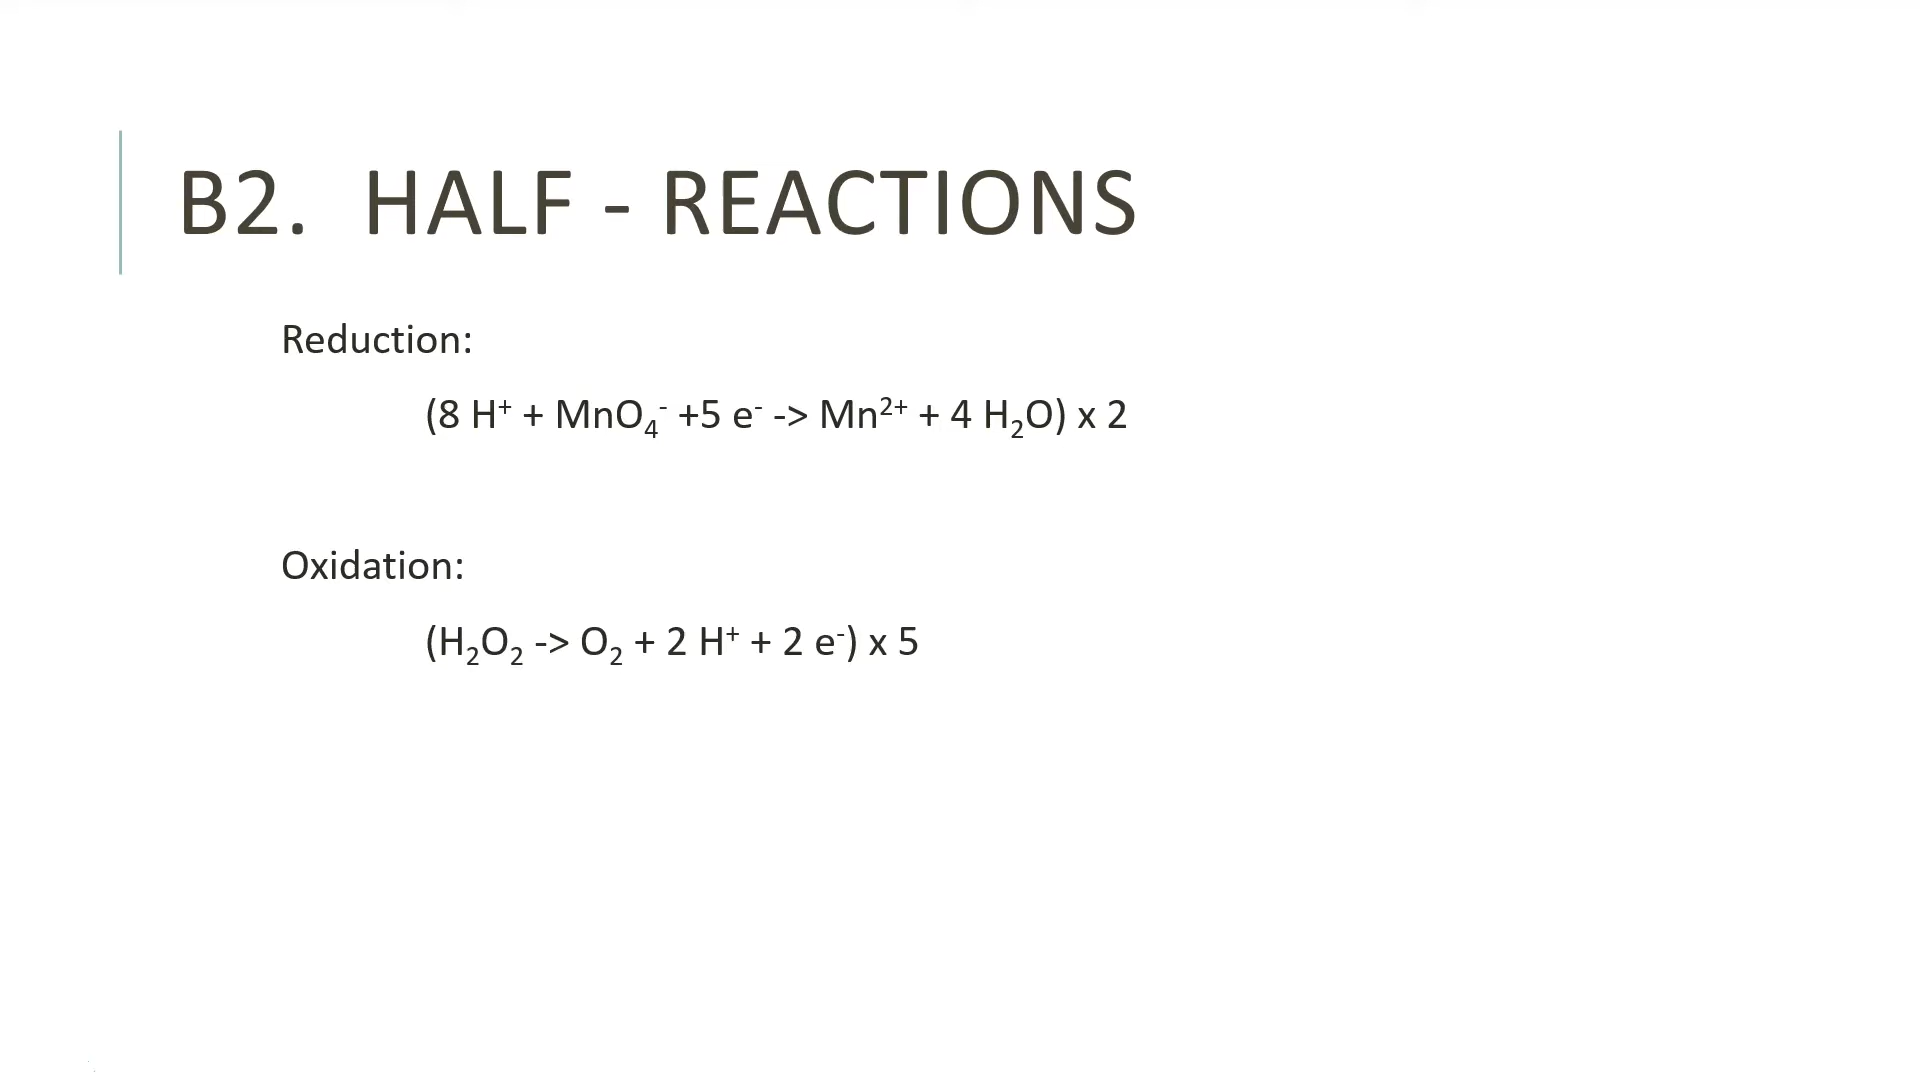 B2. HALF - REACTIONS
Reduction:
(8 H⁺ + MnO₄⁻ +5 e⁻ -> Mn²⁺ + 4 H₂O) x 2
Oxidation:
(H₂O₂ -> O₂ + 2 H⁺ + 2 e⁻) x 5